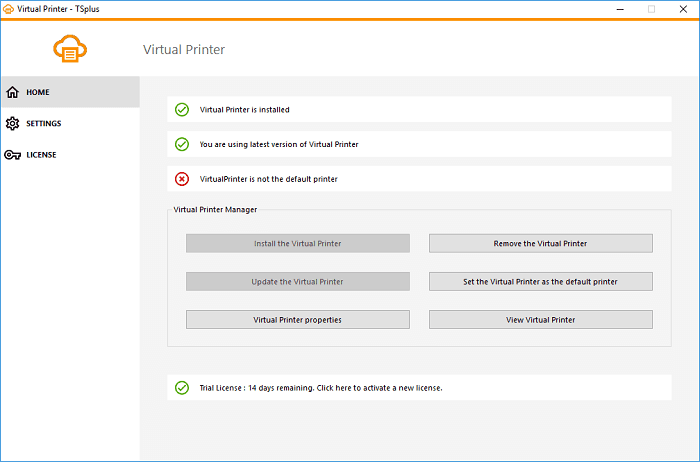 Virtual Printer - TSplus
Virtual Printer
HOME
SETTINGS
LICENSE
Virtual Printer is installed
You are using latest version of Virtual Printer
VirtualPrinter is not the default printer
Virtual Printer Manager
Install the Virtual Printer
Remove the Virtual Printer
Update the Virtual Printer
Set the Virtual Printer as the default printer
Virtual Printer properties
View Virtual Printer
Trial License : 14 days remaining. Click here to activate a new license.